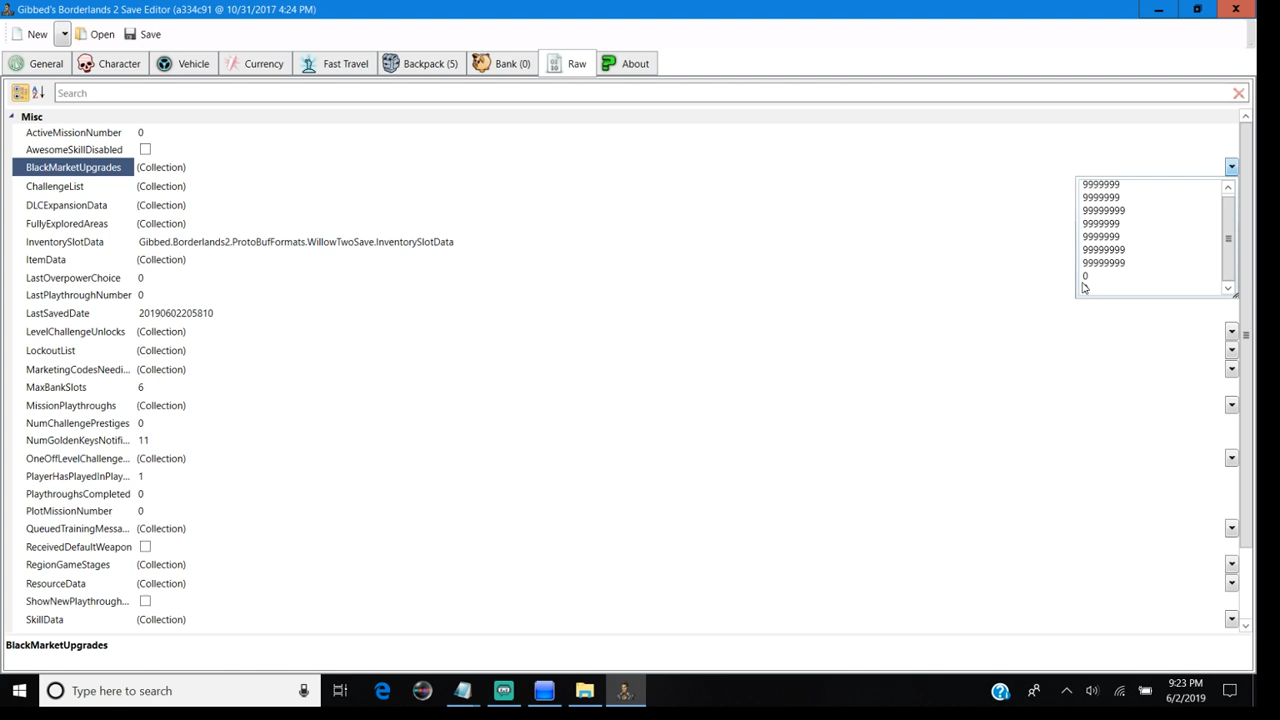 Gibbed's Borderlands 2 Save Editor (a334c91 @ 10/31/2017 4:24 PM)
New Open Save
General Character Vehicle Currency Fast Travel Backpack (5) Bank (0) Raw About
Search
Misc
ActiveMissionNumber 0
AwesomeSkillDisabled
BlackMarketUpgrades (Collection)
ChallengeList (Collection)
DLCExpansionData (Collection)
FullyExploredAreas (Collection)
InventorySlotData Gibbed.Borderlands2.ProtoBufFormats.WillowTwoSave.InventorySlotData
ItemData (Collection)
LastOverpowerChoice 0
LastPlaythroughNumber 0
LastSavedDate 20190602205810
LevelChallengeUnlocks (Collection)
LockoutList (Collection)
MarketingCodesNeedi... (Collection)
MaxBankSlots 6
MissionPlaythroughs (Collection)
NumChallengePrestiges 0
NumGoldenKeysNotifi... 11
OneOffLevelChallenge... (Collection)
PlayerHasPlayedInPlay... 1
PlaythroughsCompleted 0
PlotMissionNumber 0
QueuedTrainingMessa... (Collection)
ReceivedDefaultWeapon
RegionGameStages (Collection)
ResourceData (Collection)
ShowNewPlaythrough...
SkillData (Collection)
9999999
9999999
99999999
9999999
9999999
99999999
99999999
0
BlackMarketUpgrades
Type here to search
9:23 PM
6/2/2019